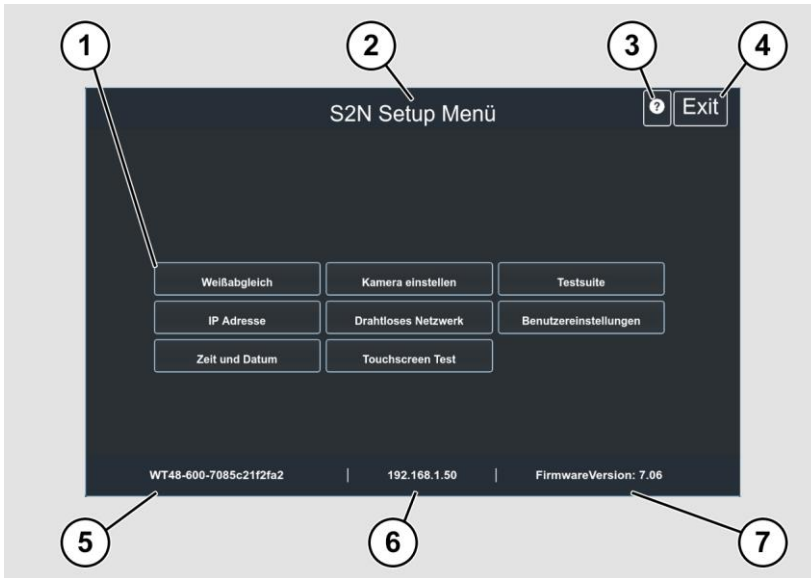 1 2 3 4
S2N Setup Menü ? Exit
Weißabgleich Kamera einstellen Testsuite
IP Adresse Drahtloses Netzwerk Benutzereinstellungen
Zeit und Datum Touchscreen Test
WT48-600-7085c21f2fa2 | 192.168.1.50 | FirmwareVersion: 7.06
5 6 7